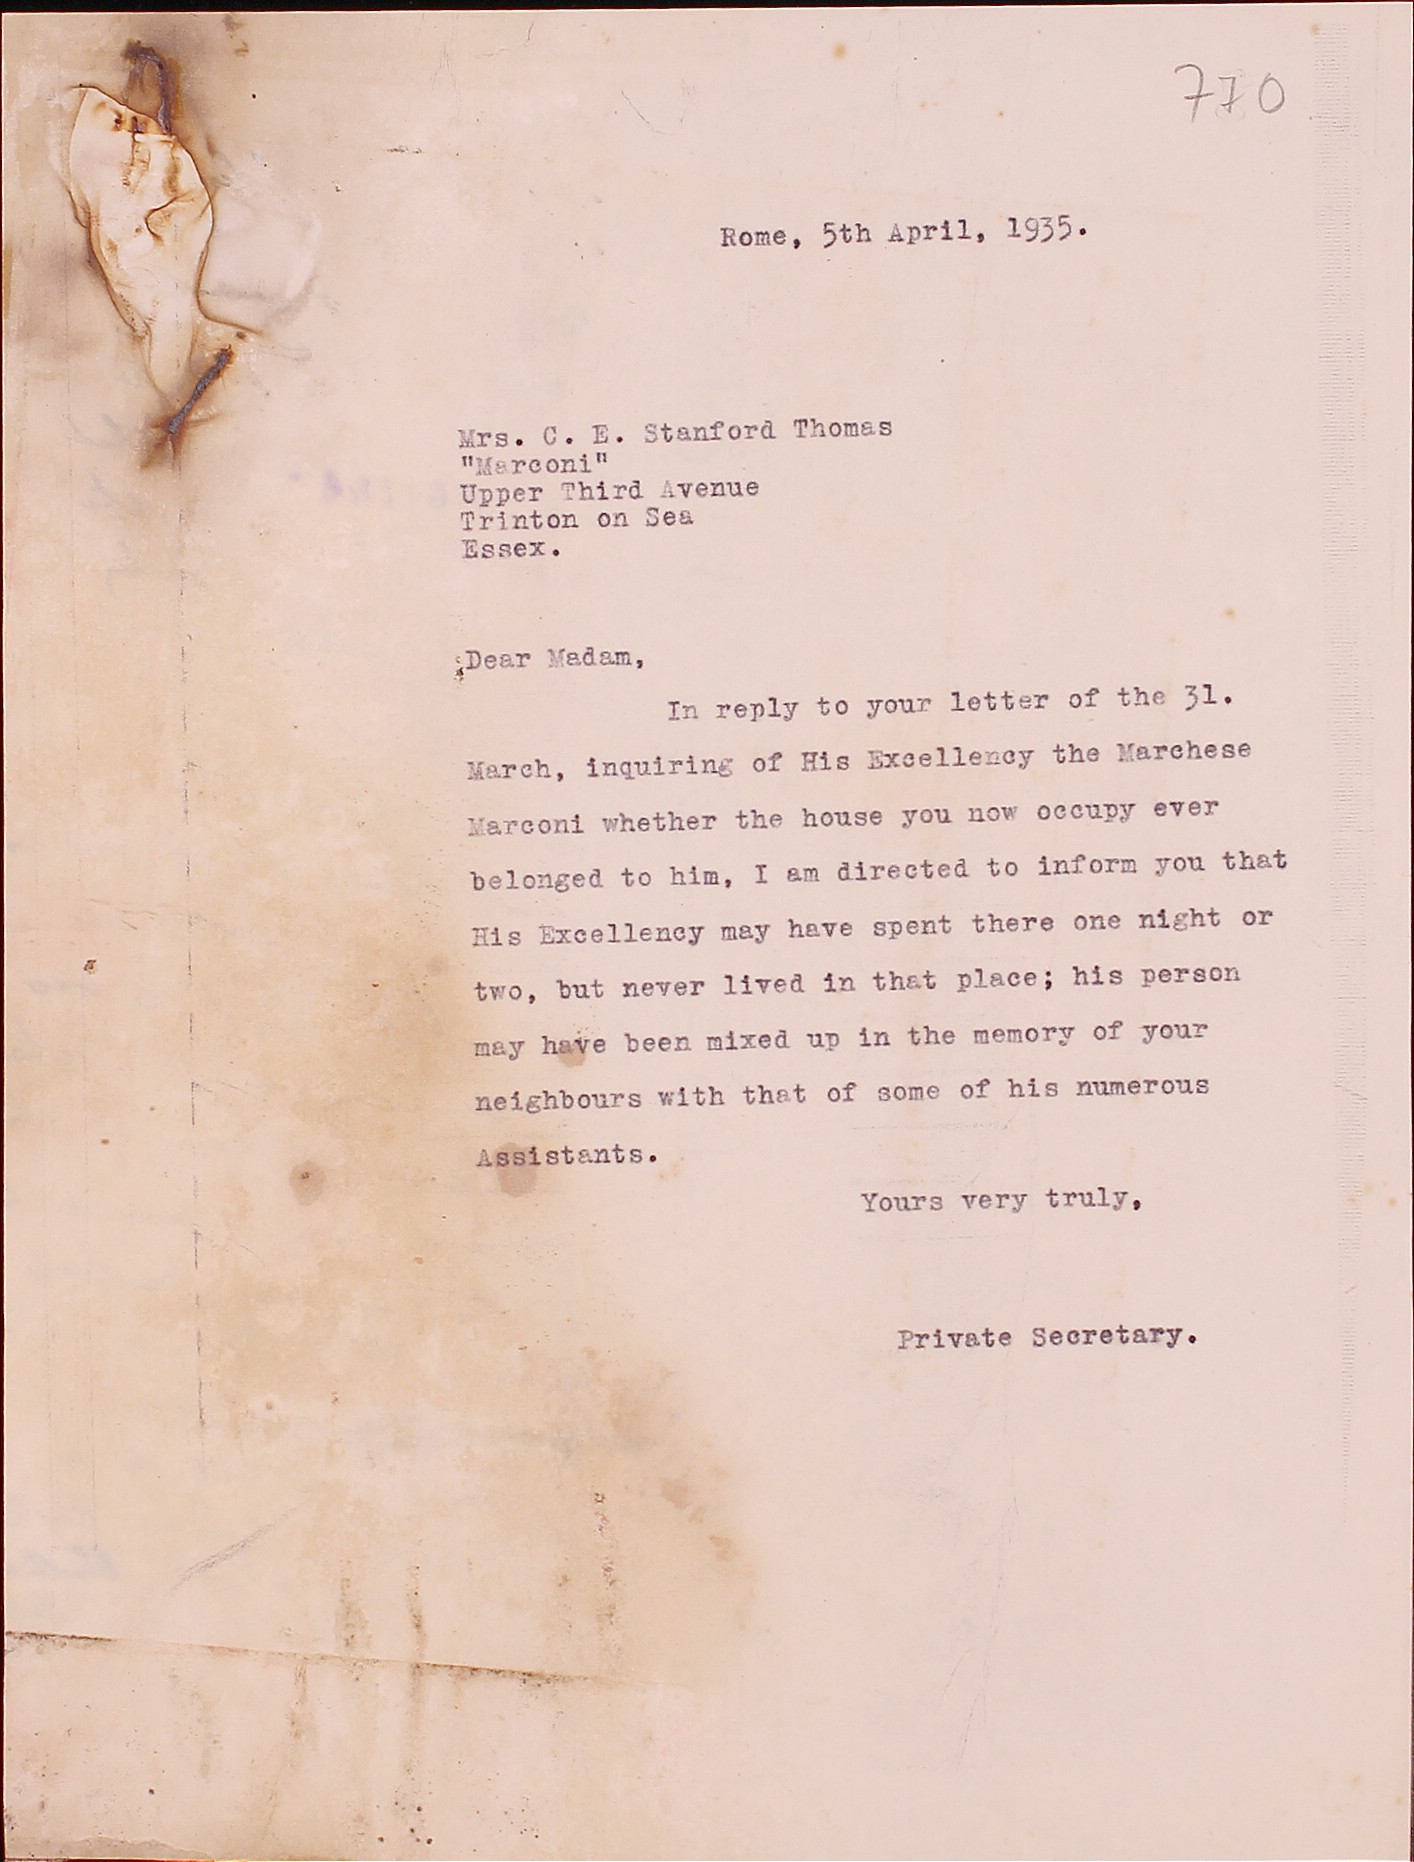 770
Rome, 5th April, 1935.
Mrs. C. E. Stanford Thomas
"Marconi"
Upper Third Avenue
Trinton on Sea
Essex.
Dear Madam,
In reply to your letter of the 31.
March, inquiring of His Excellency the Marchese
Marconi whether the house you now occupy ever
belonged to him, I am directed to inform you that
His Excellency may have spent there one night or
two, but never lived in that place; his person
may have been mixed up in the memory of your
neighbours with that of some of his numerous
Assistants.
Yours very truly,
Private Secretary.